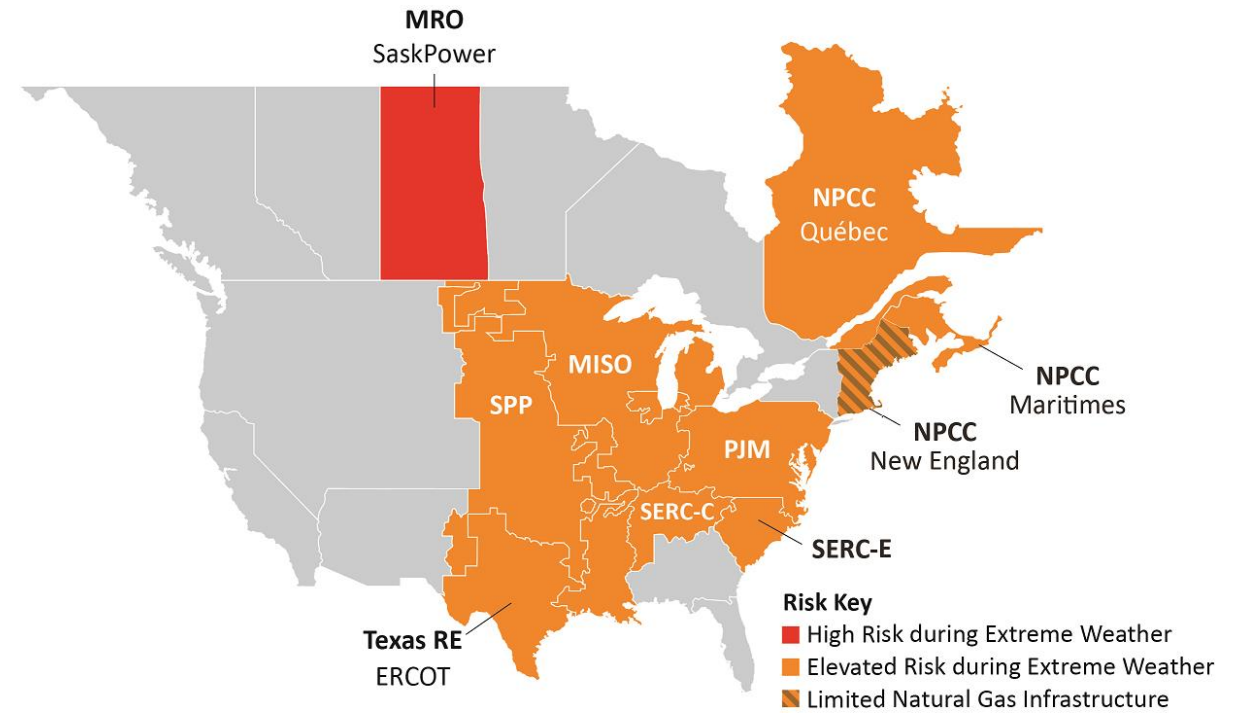 MRO
SaskPower
NPCC
Québec
MISO
SPP
PJM
SERC-C
NPCC
Maritimes
NPCC
New England
SERC-E
Texas RE
ERCOT
Risk Key
High Risk during Extreme Weather
Elevated Risk during Extreme Weather
Limited Natural Gas Infrastructure